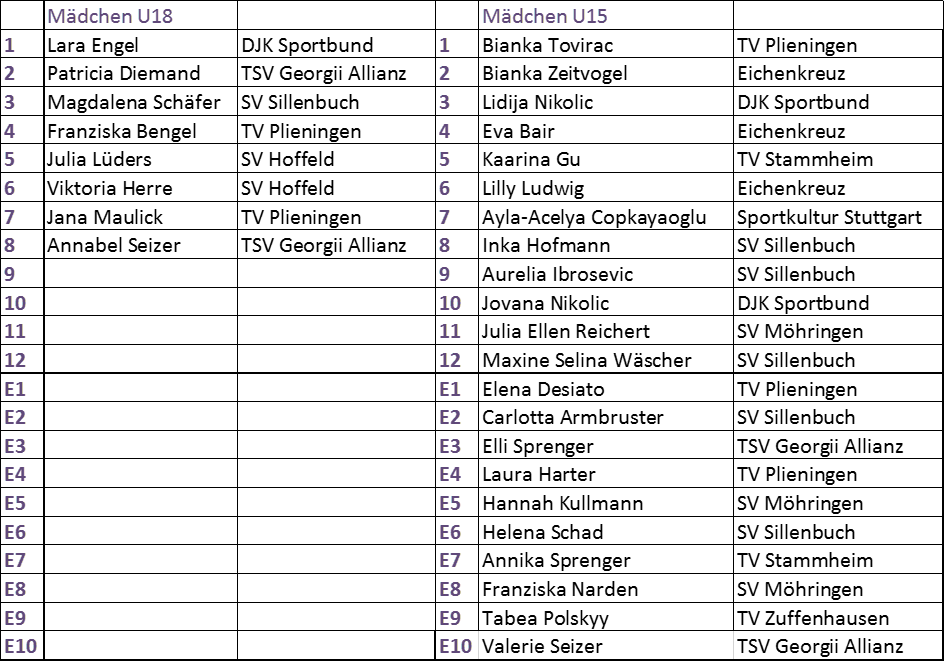 Mädchen U18 Mädchen U15
1 Lara Engel DJK Sportbund 1 Bianka Tovirac TV Plieningen
2 Patricia Diemand TSV Georgii Allianz 2 Bianka Zeitvogel Eichenkreuz
3 Magdalena Schäfer SV Sillenbuch 3 Lidija Nikolic DJK Sportbund
4 Franziska Bengel TV Plieningen 4 Eva Bair Eichenkreuz
5 Julia Lüders SV Hoffeld 5 Kaarina Gu TV Stammheim
6 Viktoria Herre SV Hoffeld 6 Lilly Ludwig Eichenkreuz
7 Jana Maulick TV Plieningen 7 Ayla-Acelya Copkayaoglu Sportkultur Stuttgart
8 Annabel Seizer TSV Georgii Allianz 8 Inka Hofmann SV Sillenbuch
9 9 Aurelia Ibrosevic SV Sillenbuch
10 10 Jovana Nikolic DJK Sportbund
11 11 Julia Ellen Reichert SV Möhringen
12 12 Maxine Selina Wäscher SV Sillenbuch
E1 E1 Elena Desiato TV Plieningen
E2 E2 Carlotta Armbruster SV Sillenbuch
E3 E3 Elli Sprenger TSV Georgii Allianz
E4 E4 Laura Harter TV Plieningen
E5 E5 Hannah Kullmann SV Möhringen
E6 E6 Helena Schad SV Sillenbuch
E7 E7 Annika Sprenger TV Stammheim
E8 E8 Franziska Narden SV Möhringen
E9 E9 Tabea Polskyy TV Zuffenhausen
E10 E10 Valerie Seizer TSV Georgii Allianz